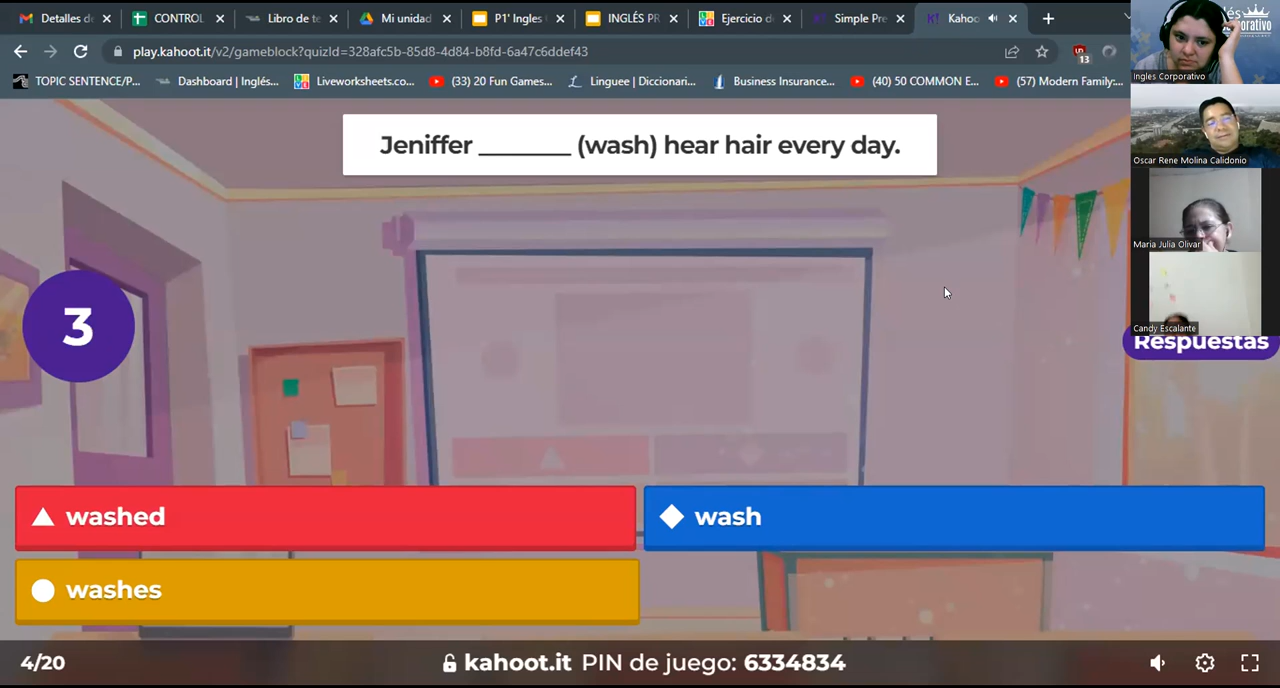 Detalles de CONTROL Libro de te Mi unidad P1' Ingles INGLÉS PR Ejercicio d Simple Pre Kahoo
play.kahoot.it/v2/gameblock?quizId=328afc5b-85d8-4d84-b8fd-6a47c6ddef43
13
TOPIC SENTENCE/P... Dashboard | Inglés... Liveworksheets.co... (33) 20 Fun Games... Linguee | Diccionari... Business Insurance... (40) 50 COMMON E... (57) Modern Family:...
Ingles Corporativo
Jeniffer _______ (wash) hear hair every day.
Oscar Rene Molina Calidonio
Maria Julia Olivar
3
Candy Escalante
Respuestas
washed
wash
washes
4/20
kahoot.it PIN de juego: 6334834